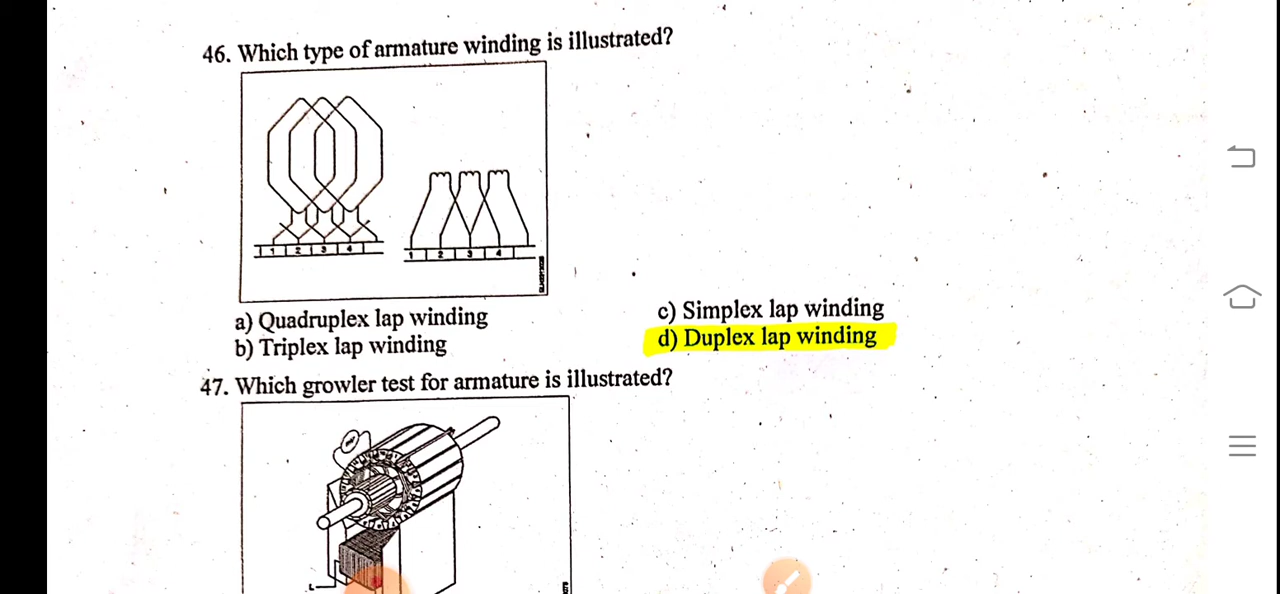 46. Which type of armature winding is illustrated?
1 2 3 4
1 2 3 4
a) Quadruplex lap winding
b) Triplex lap winding
c) Simplex lap winding
d) Duplex lap winding
47. Which growler test for armature is illustrated?
L